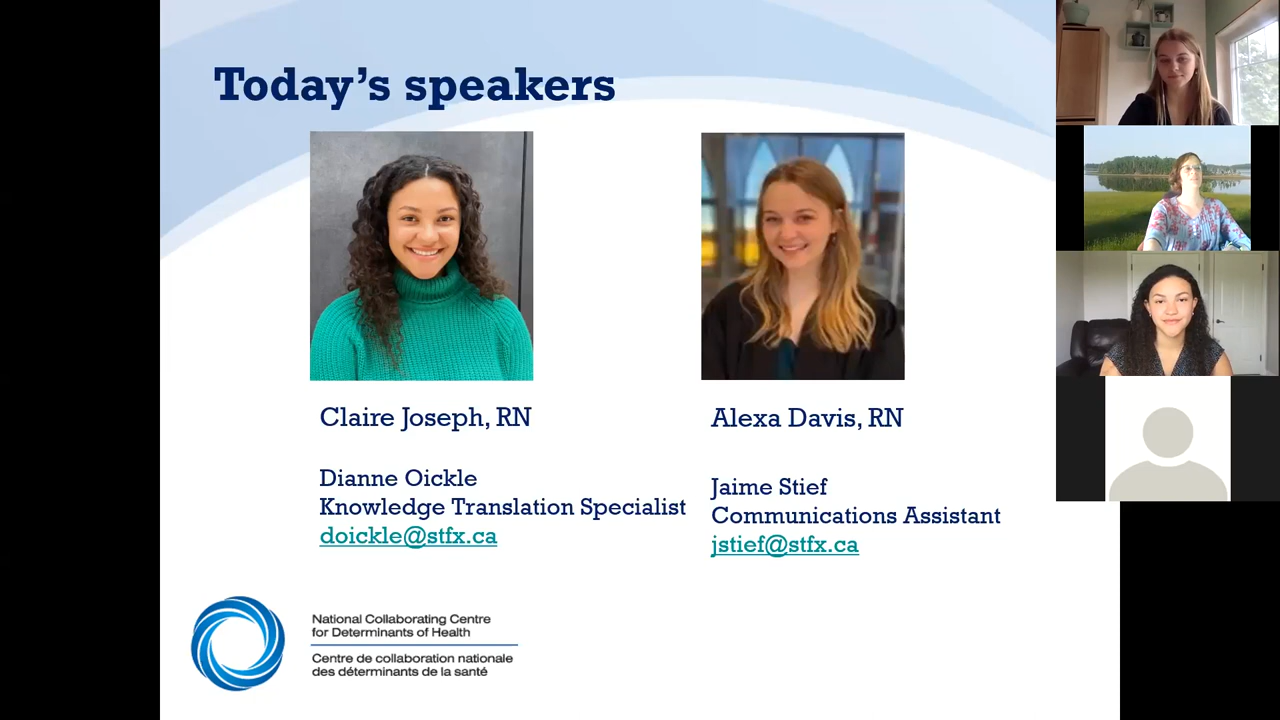 Today's speakers
Claire Joseph, RN
Dianne Oickle
Knowledge Translation Specialist
doickle@stfx.ca
Alexa Davis, RN
Jaime Stief
Communications Assistant
jstief@stfx.ca
National Collaborating Centre
for Determinants of Health
Centre de collaboration nationale
des déterminants de la santé